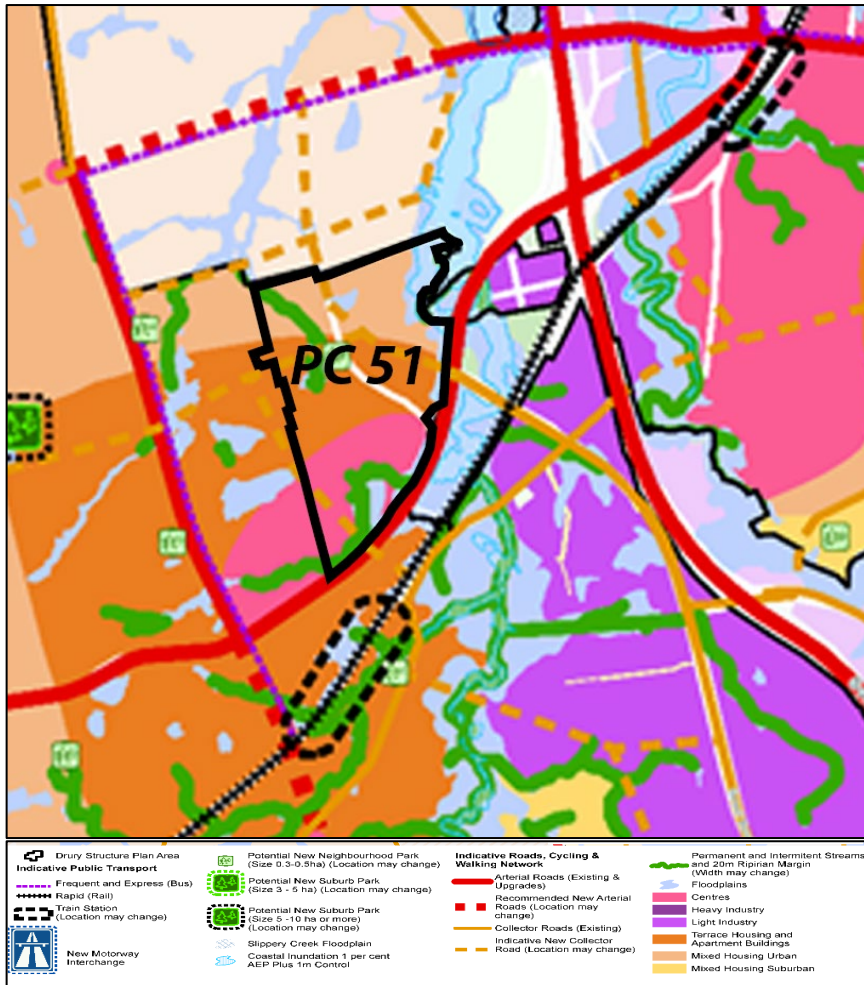 PC 51
Drury Structure Plan Area
Indicative Public Transport
Frequent and Express (Bus)
Rapid (Rail)
Train Station
(Location may change)
New Motorway
Interchange
Potential New Neighbourhood Park
(Size 0.3-0.5ha) (Location may change)
Potential New Suburb Park
(Size 3 - 5 ha) (Location may change)
Potential New Suburb Park
(Size 5 -10 ha or more)
(Location may change)
Slippery Creek Floodplain
Coastal Inundation 1 per cent
AEP Plus 1m Control
Indicative Roads, Cycling &
Walking Network
Arterial Roads (Existing &
Upgrades)
Recommended New Arterial
Roads (Location may
change)
Collector Roads (Existing)
Indicative New Collector
Road (Location may change)
Permanent and Intermitent Streams
and 20m Ripirian Margin
(Width may change)
Floodplains
Centres
Heavy Industry
Light Industry
Terrace Housing and
Apartment Buildings
Mixed Housing Urban
Mixed Housing Suburban